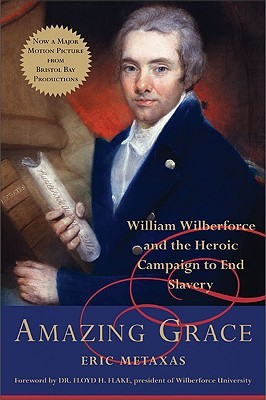 NOW A MAJOR
MOTION PICTURE
FROM
BRISTOL BAY
PRODUCTIONS
William Wilberforce
and the Heroic
Campaign to End
Slavery
AMAZING GRACE
ERIC METAXAS
Foreword by DR. FLOYD H. FLAKE, president of Wilberforce University